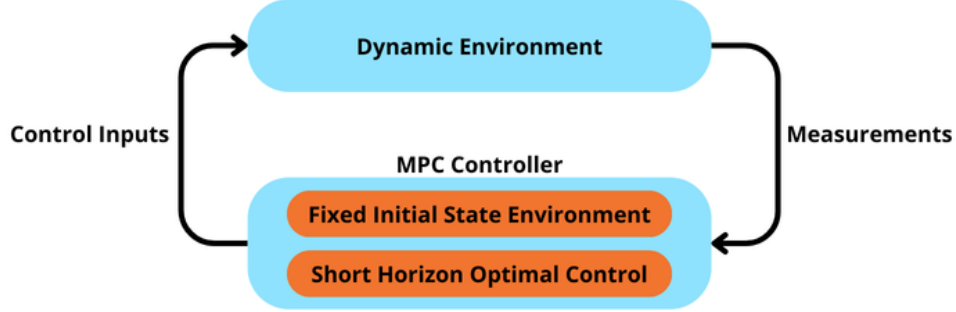 Dynamic Environment
Control Inputs
Measurements
MPC Controller
Fixed Initial State Environment
Short Horizon Optimal Control